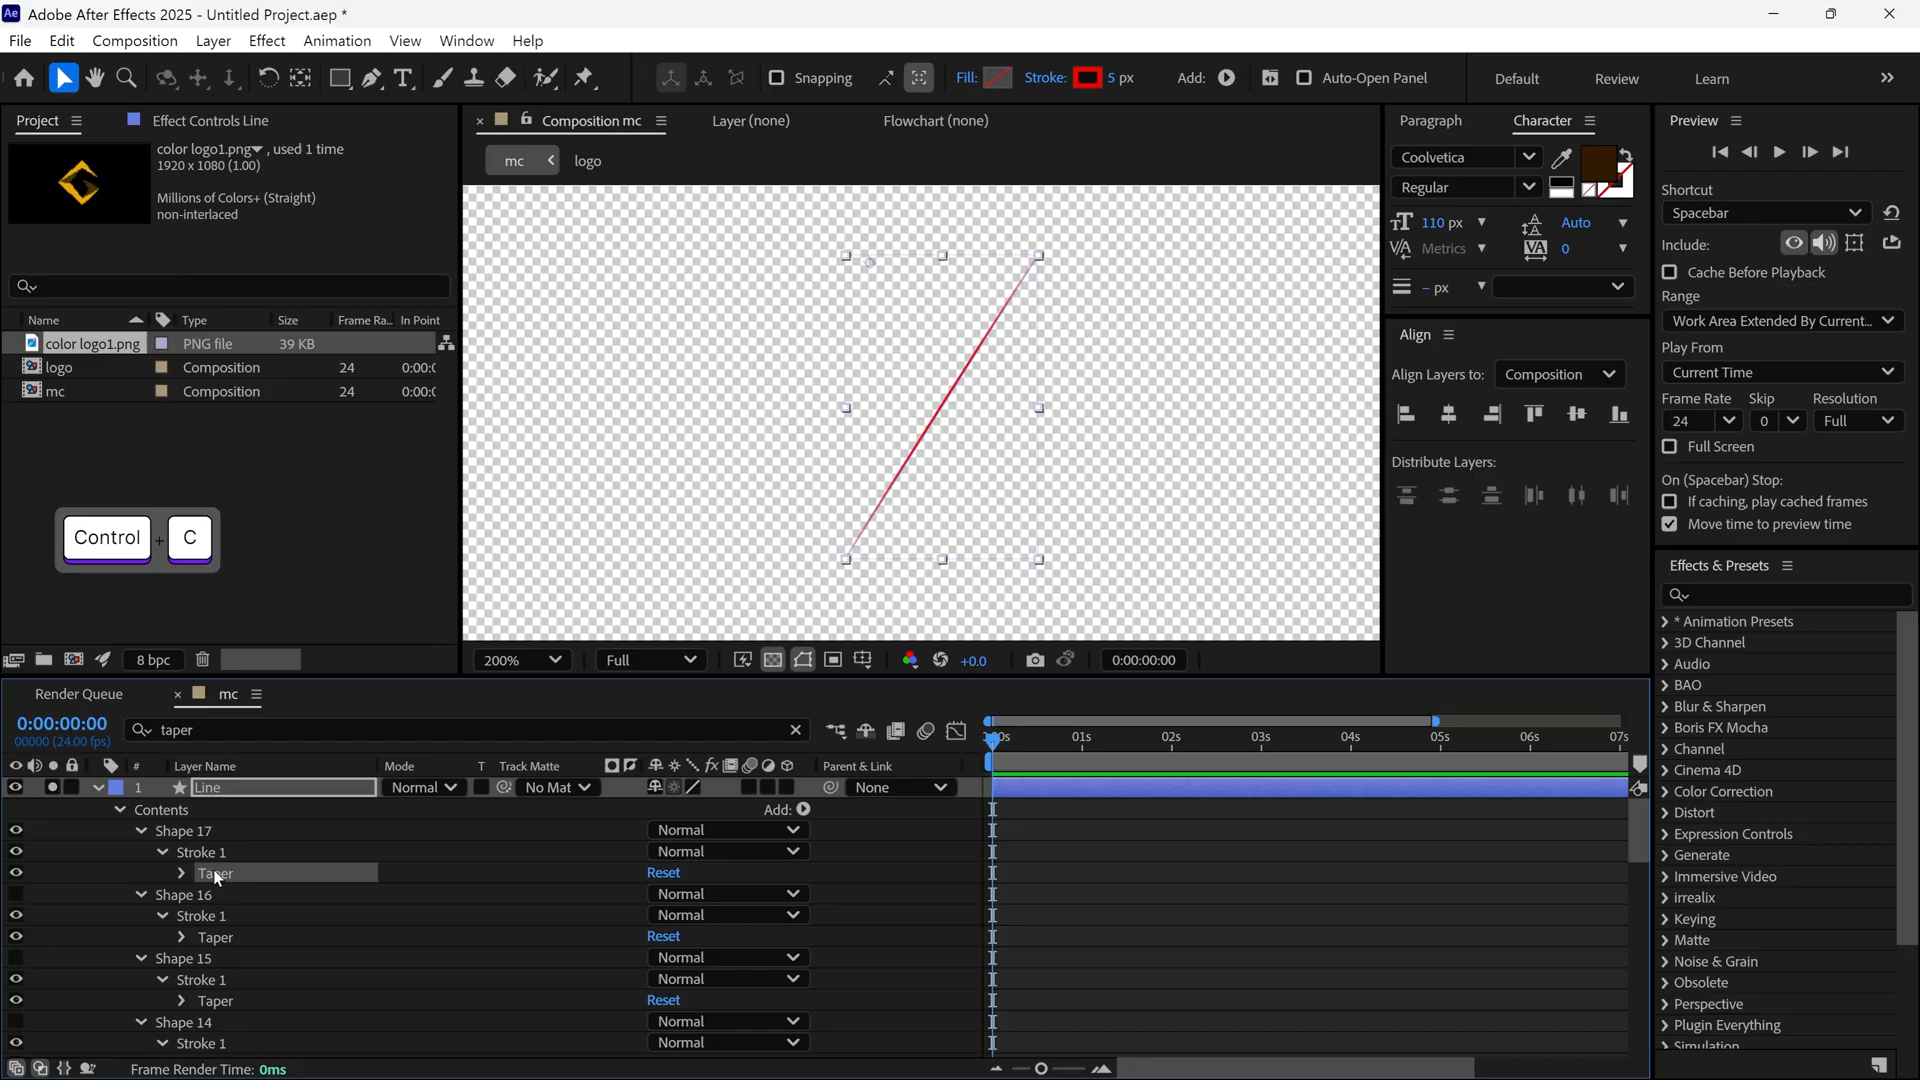 Adobe After Effects 2025 - Untitled Project.aep *
File Edit Composition Layer Effect Animation View Window Help
Snapping Fill: Stroke: 5 px Add: Auto-Open Panel Default Review Learn
Project Effect Controls Line
color logo1.png , used 1 time
1920 x 1080 (1.00)
Millions of Colors+ (Straight)
non-interlaced
Name Type Size Frame Ra... In Point
color logo1.png PNG file 39 KB
logo Composition 24 0:00:0
mc Composition 24 0:00:0
Control + C
8 bpc
Composition mc Layer (none) Flowchart (none)
mc logo
200% Full +0.0 0:00:00:00
Paragraph Character
Coolvetica
Regular
110 px Auto
Metrics 0
– px
Align
Align Layers to: Composition
Distribute Layers:
Preview
Shortcut
Spacebar
Include:
Cache Before Playback
Range
Work Area Extended By Current...
Play From
Current Time
Frame Rate Skip Resolution
24 0 Full
Full Screen
On (Spacebar) Stop:
If caching, play cached frames
Move time to preview time
Effects & Presets
* Animation Presets
3D Channel
Audio
BAO
Blur & Sharpen
Boris FX Mocha
Channel
Cinema 4D
Color Correction
Distort
Expression Controls
Generate
Immersive Video
irrealix
Keying
Matte
Noise & Grain
Obsolete
Perspective
Plugin Everything
Simulation
Render Queue mc
0:00:00:00
00000 (24.00 fps)
taper
:00s 01s 02s 03s 04s 05s 06s 07s
# Layer Name Mode T Track Matte Parent & Link
1 Line Normal No Mat None
Contents Add:
Shape 17 Normal
Stroke 1 Normal
Taper Reset
Shape 16 Normal
Stroke 1 Normal
Taper Reset
Shape 15 Normal
Stroke 1 Normal
Taper Reset
Shape 14 Normal
Stroke 1 Normal
Frame Render Time: 0ms